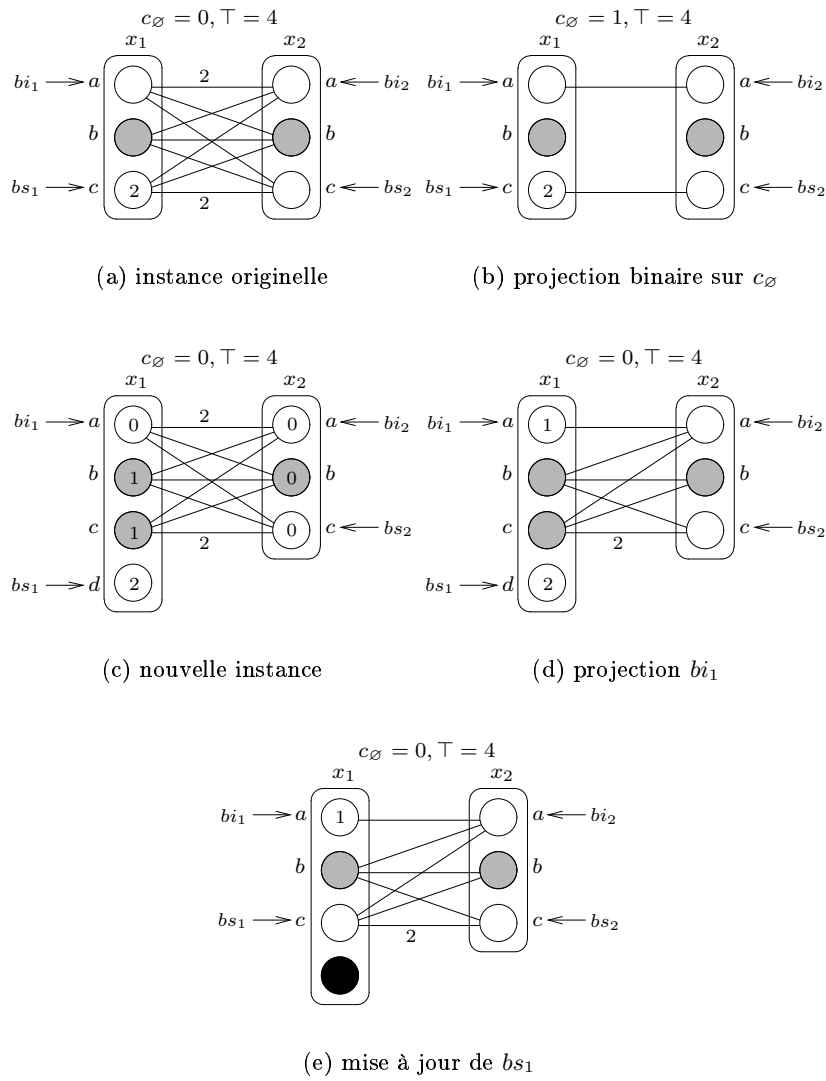 c∅ = 0, ⊤ = 4
x1 x2
bi1 a 2 a bi2
b b
bs1 c 2 2 c bs2
(a) instance originelle
c∅ = 1, ⊤ = 4
x1 x2
bi1 a a bi2
b b
bs1 c 2 c bs2
(b) projection binaire sur c∅
c∅ = 0, ⊤ = 4
x1 x2
bi1 a 0 2 0 a bi2
b 1 0 b
c 1 2 0 c bs2
bs1 d 2
(c) nouvelle instance
c∅ = 0, ⊤ = 4
x1 x2
bi1 a 1 a bi2
b b
c 2 c bs2
bs1 d 2
(d) projection bi1
c∅ = 0, ⊤ = 4
x1 x2
bi1 a 1 a bi2
b b
bs1 c 2 c bs2
(e) mise à jour de bs1